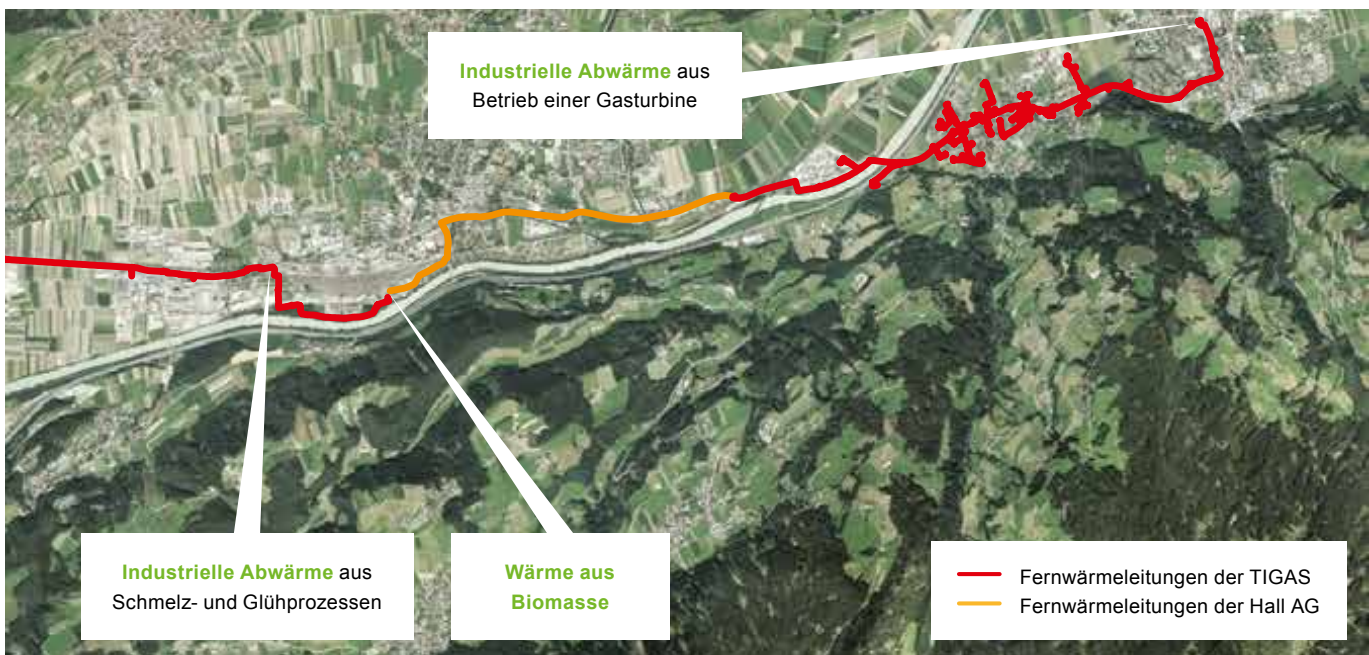 Industrielle Abwärme aus
Betrieb einer Gasturbine
Industrielle Abwärme aus
Schmelz- und Glühprozessen
Wärme aus
Biomasse
Fernwärmeleitungen der TIGAS
Fernwärmeleitungen der Hall AG